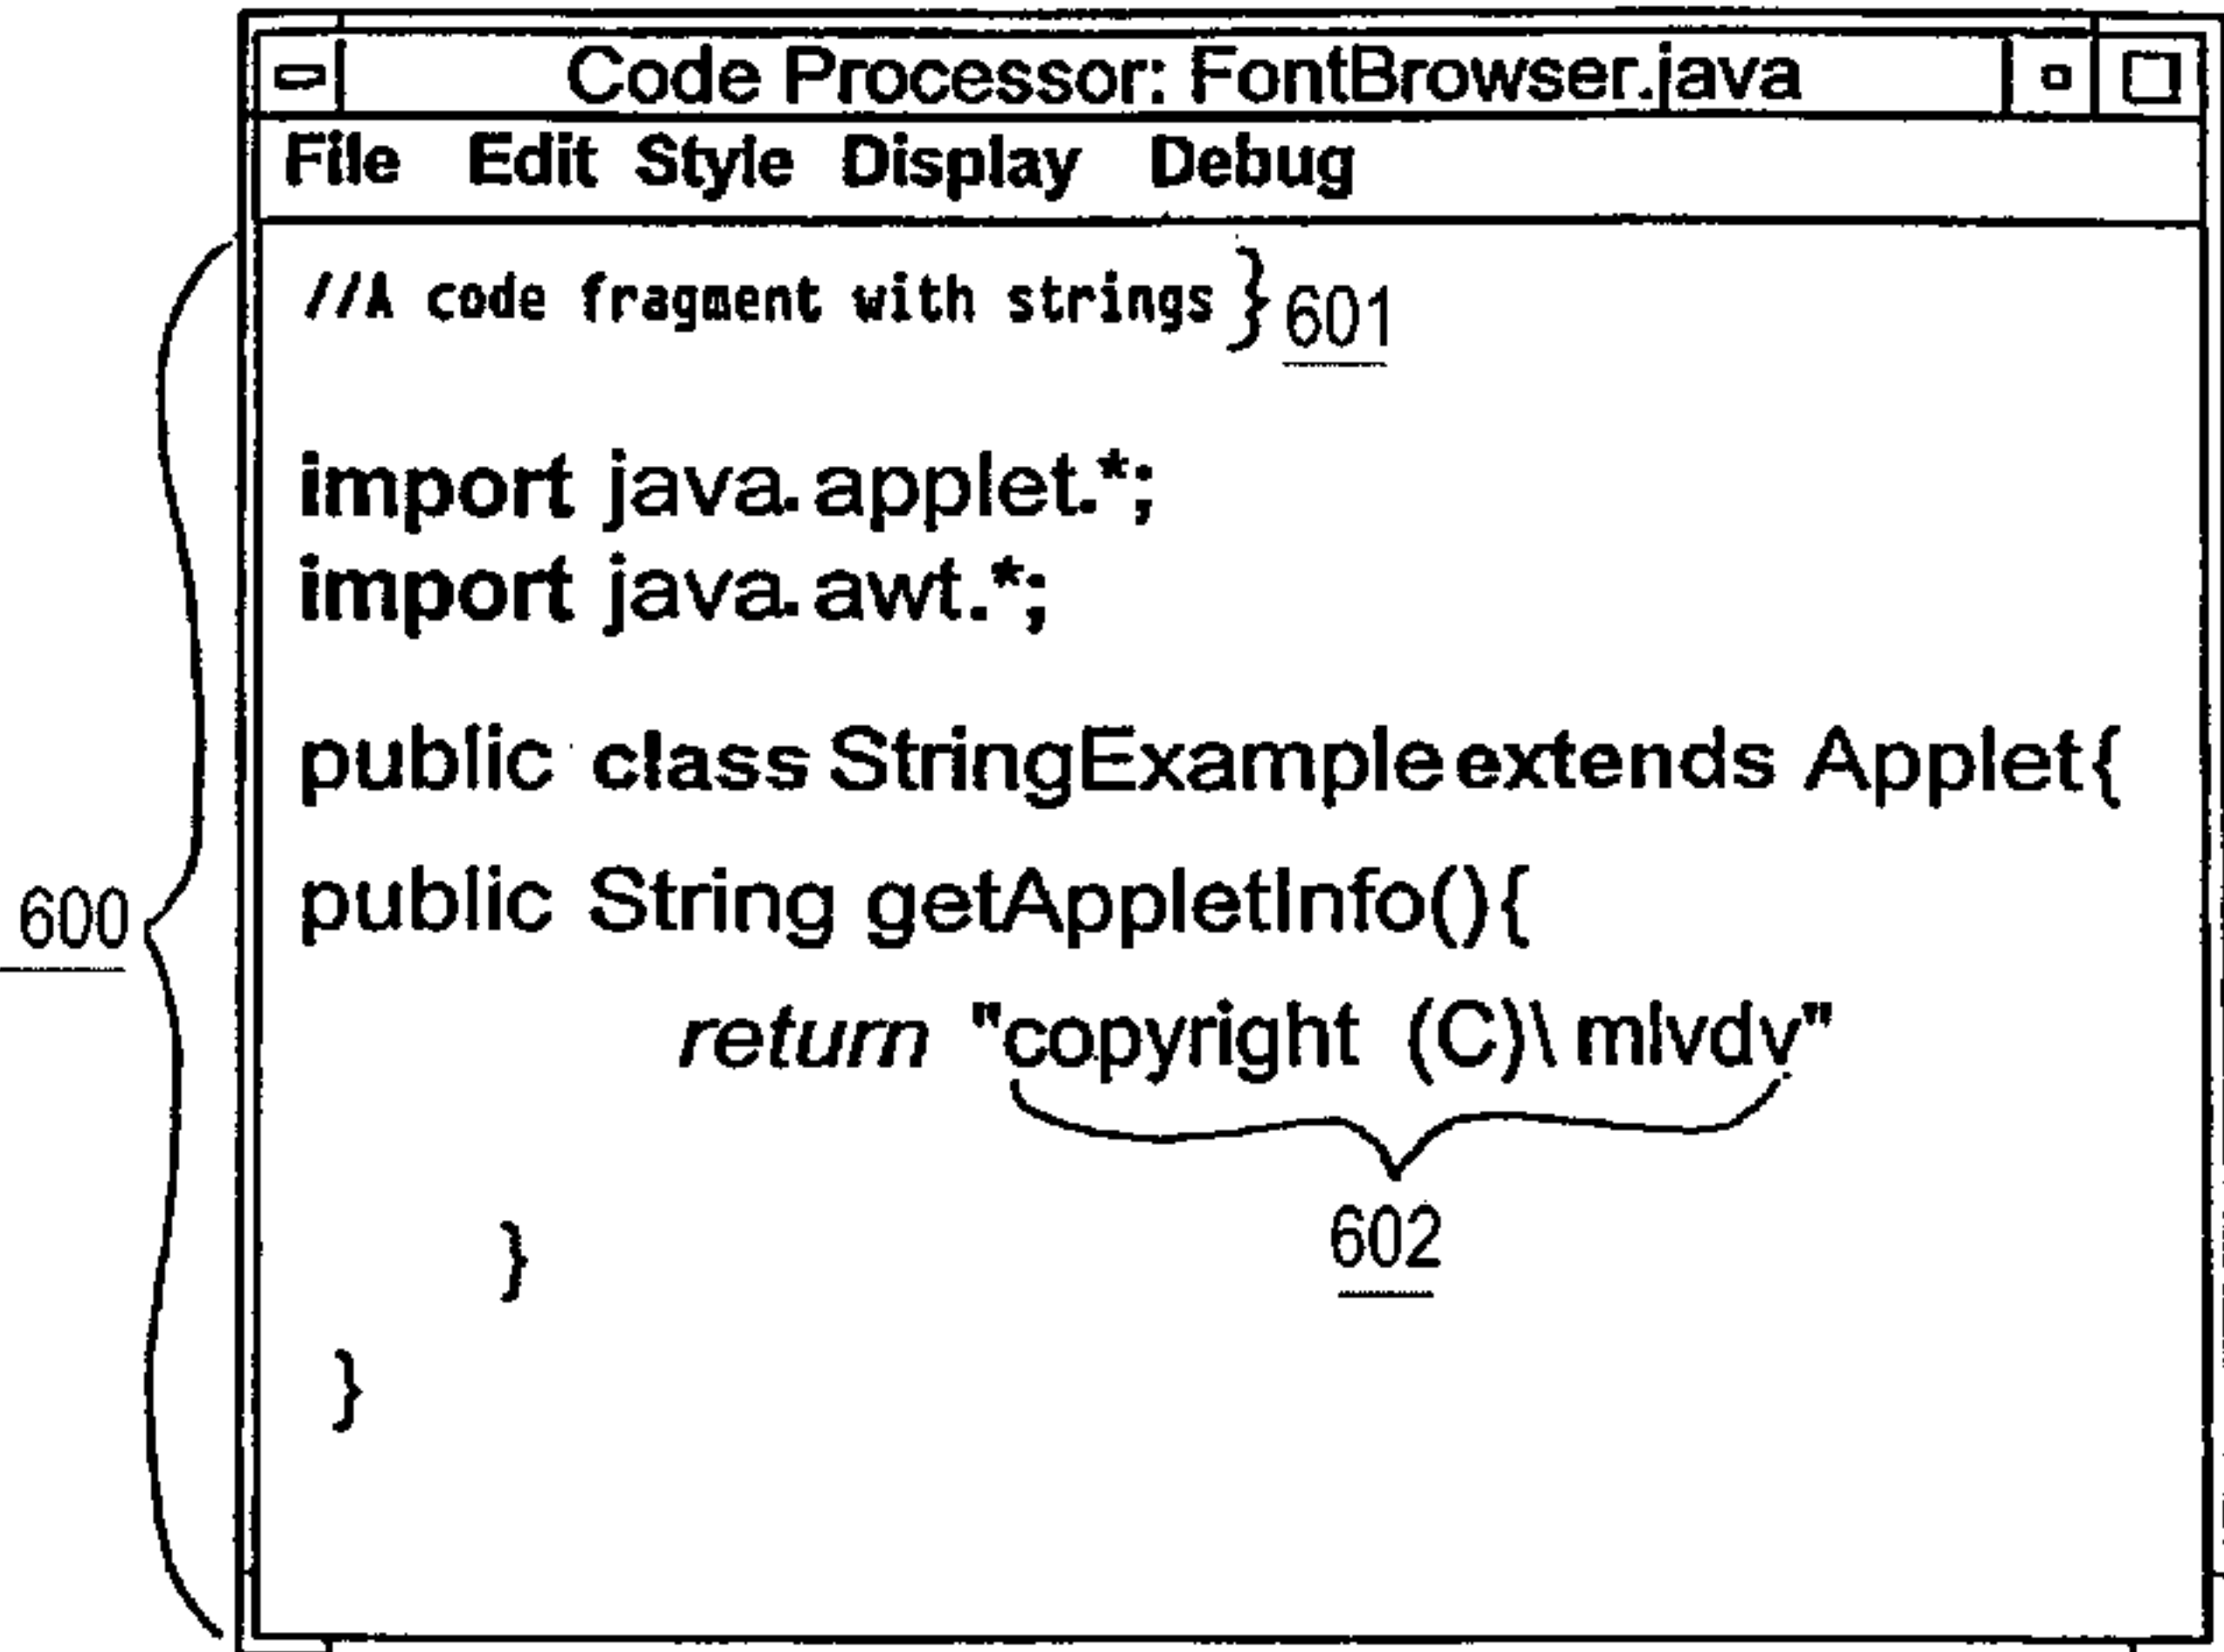 Code Processor: FontBrowser.java
File Edit Style Display Debug
//A code fragment with strings } 601
import java.applet.*;
import java.awt.*;
public class StringExample extends Applet{
600
public String getAppletInfo(){
return "copyright (C)\ mlvdv"
602
}
}